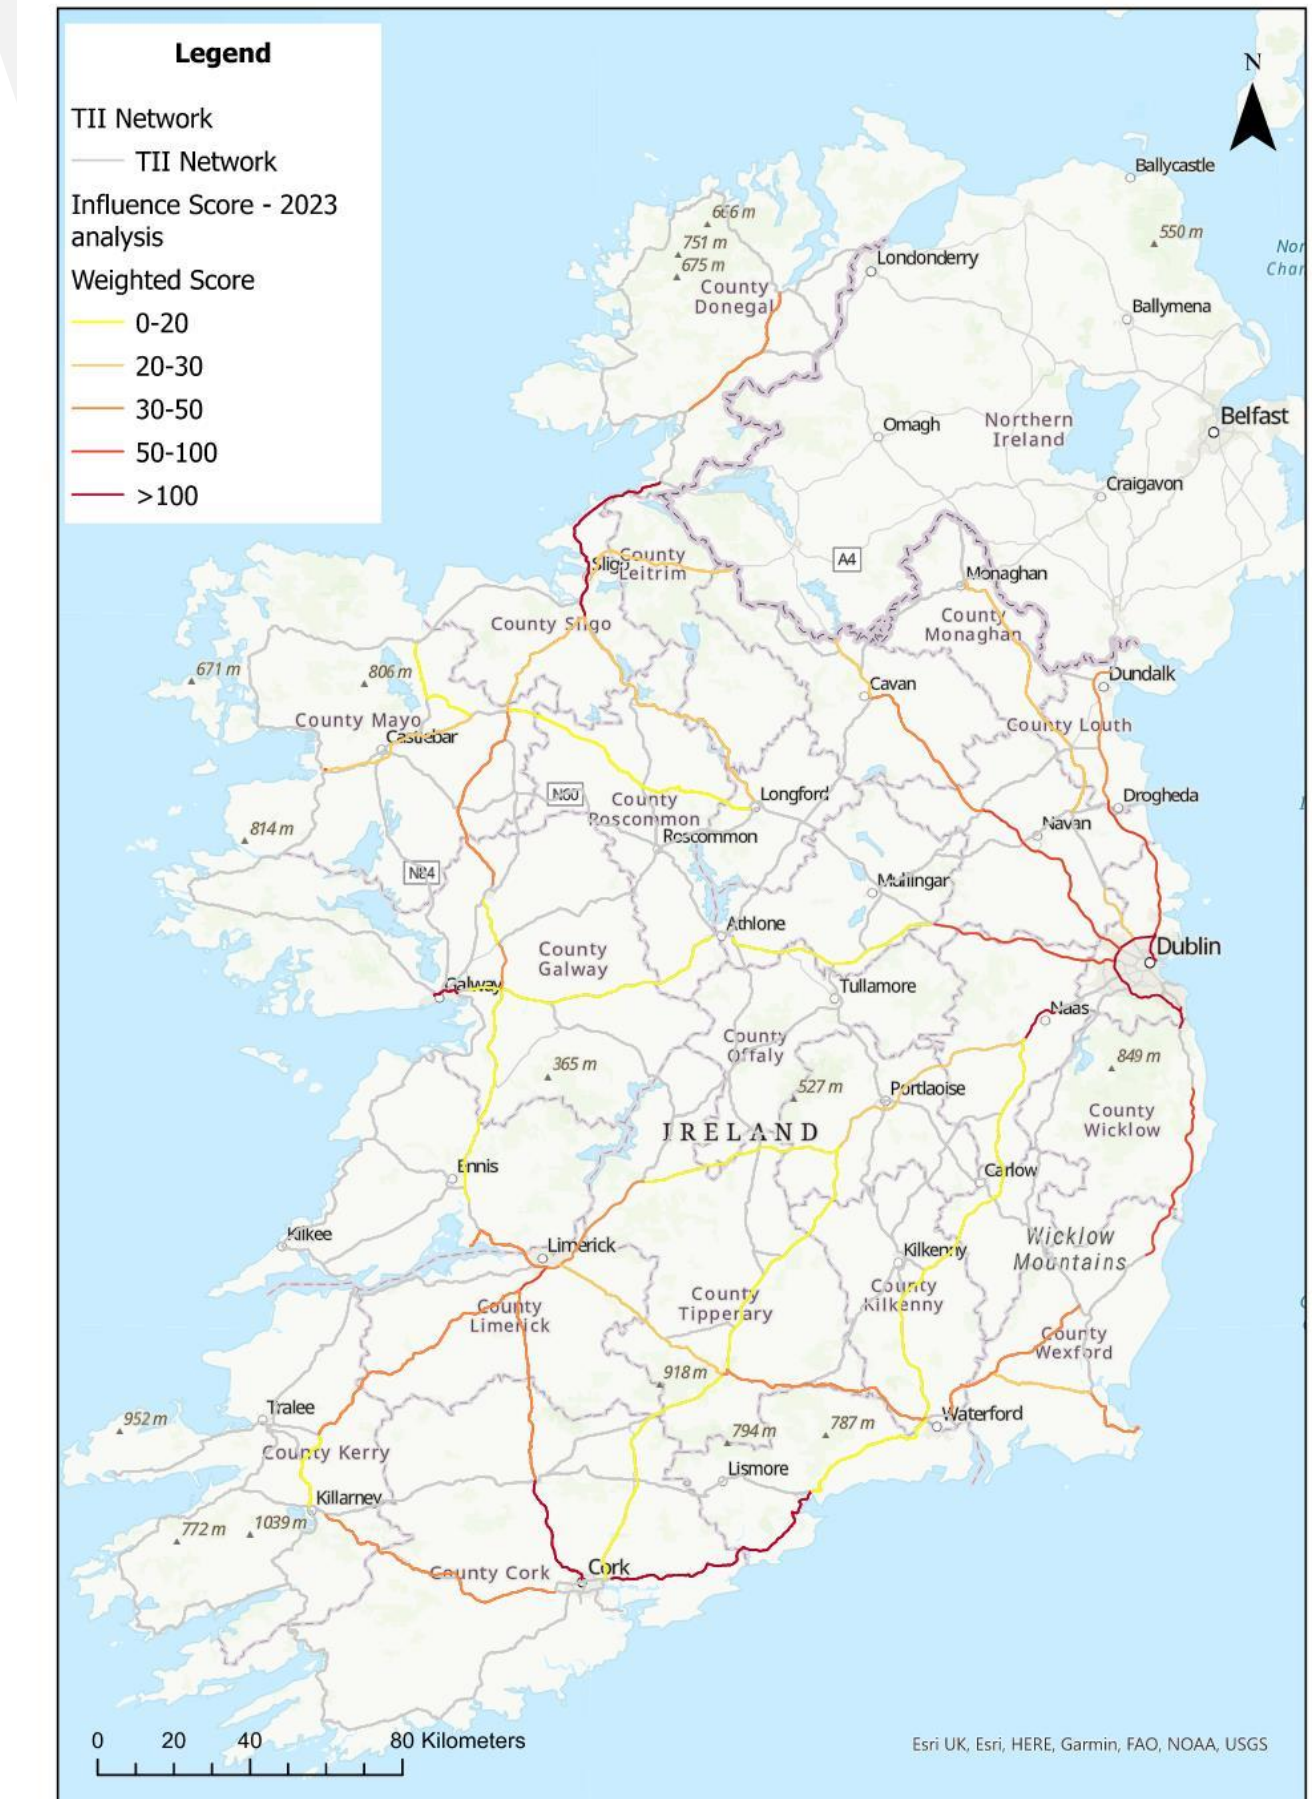 Legend
TII Network
TII Network
Influence Score - 2023
analysis
Weighted Score
0-20
20-30
30-50
50-100
>100
N
Ballycastle
666 m
550 m
751 m
675 m
Londonderry
County
Donegal
Ballymena
Belfast
Omagh
Northern
Ireland
Craigavon
A4
Sligo
County
Leitrim
Monaghan
County Sligo
County
Monaghan
671 m
806 m
Cavan
Dundalk
County Mayo
Castlebar
County Louth
N60
County
Roscommon
Longford
Drogheda
814 m
Roscommon
Navan
N84
Mullingar
Athlone
County
Galway
Dublin
Galway
Tullamore
Naas
County
Offaly
365 m
849 m
527 m
Portlaoise
County
Wicklow
IRELAND
Ennis
Carlow
Kilkee
Limerick
Kilkenny
Wicklow
Mountains
County
Tipperary
County
Kilkenny
County
Limerick
County
Wexford
918 m
952 m
Tralee
Waterford
794 m
787 m
County Kerry
Lismore
Killarney
772 m
1039 m
County Cork
Cork
0 20 40 80 Kilometers
Esri UK, Esri, HERE, Garmin, FAO, NOAA, USGS